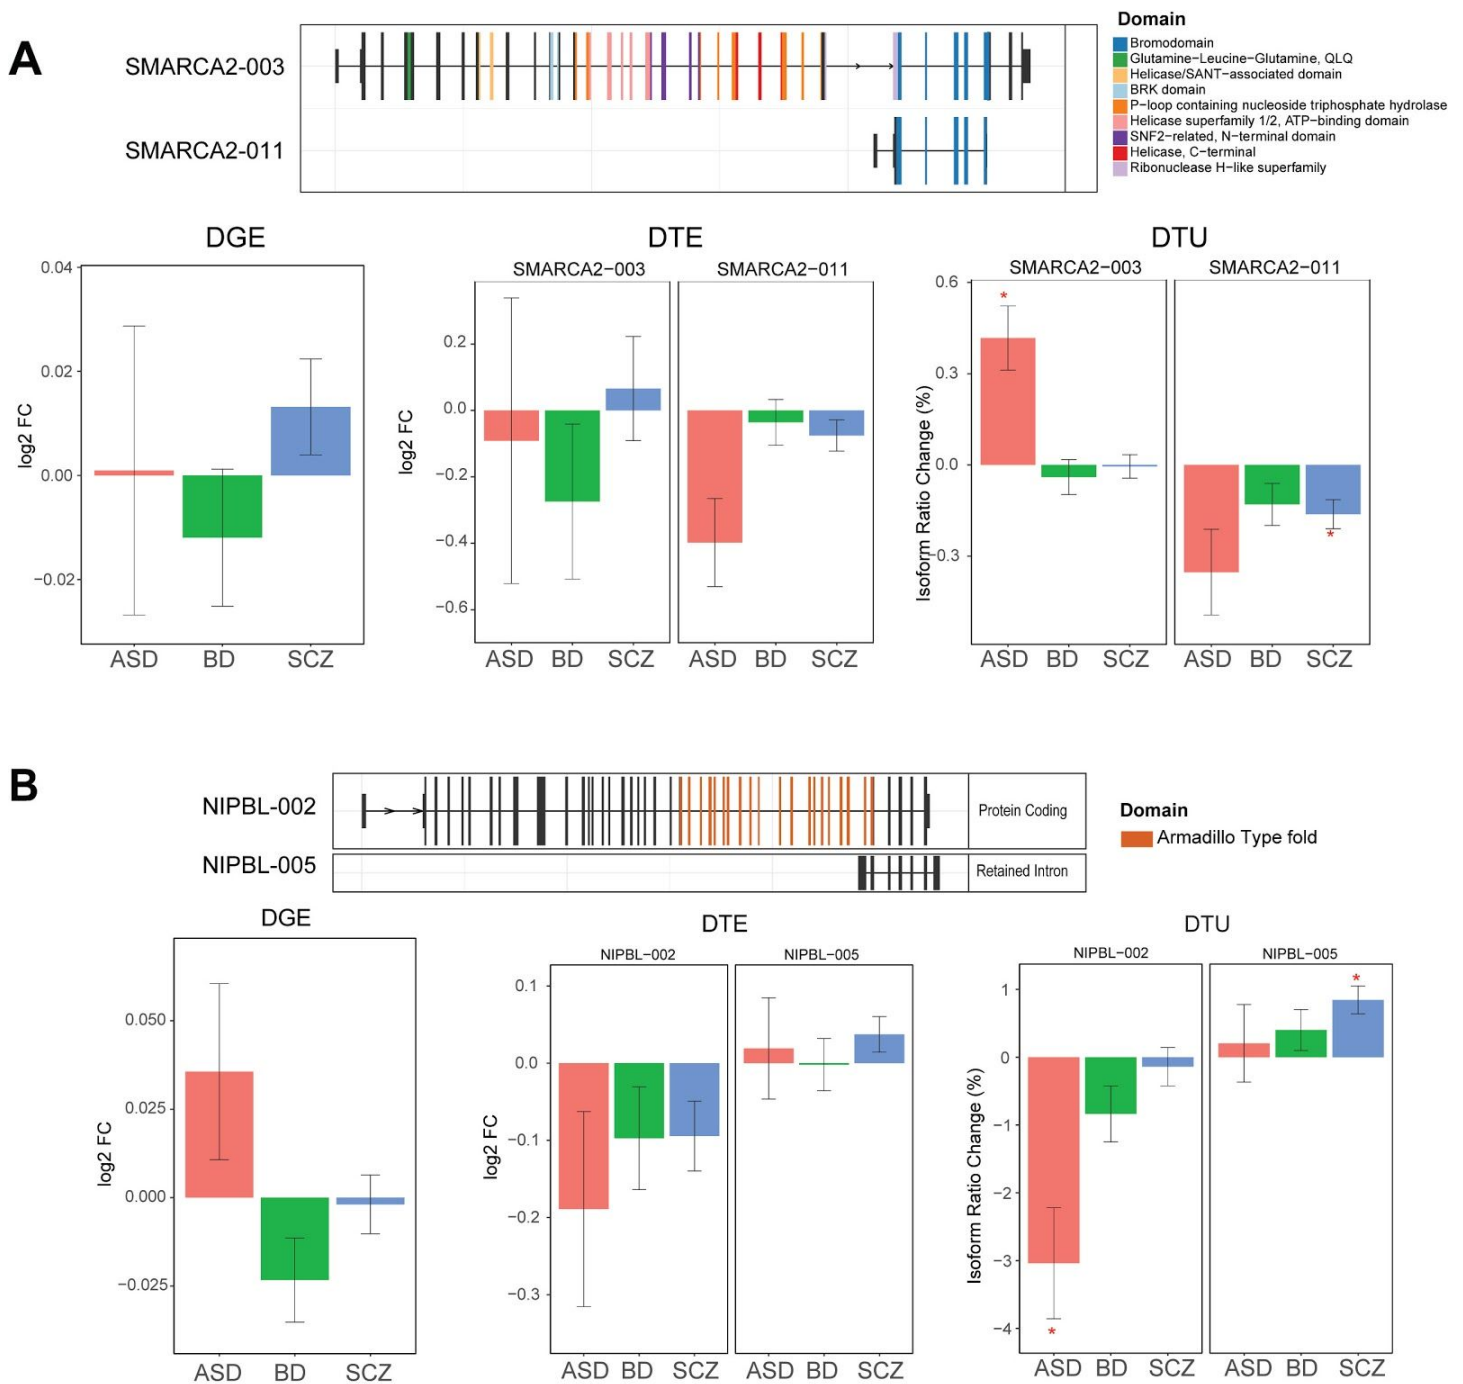 A
SMARCA2−003
SMARCA2−011
Domain
Bromodomain
Glutamine−Leucine−Glutamine, QLQ
Helicase/SANT−associated domain
BRK domain
P−loop containing nucleoside triphosphate hydrolase
Helicase superfamily 1/2, ATP−binding domain
SNF2−related, N−terminal domain
Helicase, C−terminal
Ribonuclease H−like superfamily
DGE
0.04
0.02
0.00
−0.02
log2 FC
ASD BD SCZ
DTE
SMARCA2−003 SMARCA2−011
0.2
0.0
−0.2
−0.4
−0.6
log2 FC
ASD BD SCZ ASD BD SCZ
DTU
SMARCA2−003 SMARCA2−011
0.6
0.3
0.0
−0.3
Isoform Ratio Change (%)
*
*
ASD BD SCZ ASD BD SCZ
B
NIPBL-002
Protein Coding
NIPBL-005
Retained Intron
Domain
Armadillo Type fold
DGE
0.050
0.025
0.000
−0.025
log2 FC
ASD BD SCZ
DTE
NIPBL−002 NIPBL−005
0.1
0.0
−0.1
−0.2
−0.3
log2 FC
ASD BD SCZ ASD BD SCZ
DTU
NIPBL−002 NIPBL−005
1
0
−1
−2
−3
−4
Isoform Ratio Change (%)
*
*
ASD BD SCZ ASD BD SCZ